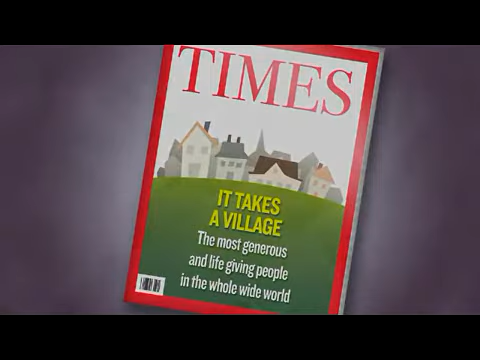 TIMES
IT TAKES
A VILLAGE
The most generous
and life giving people
in the whole wide world